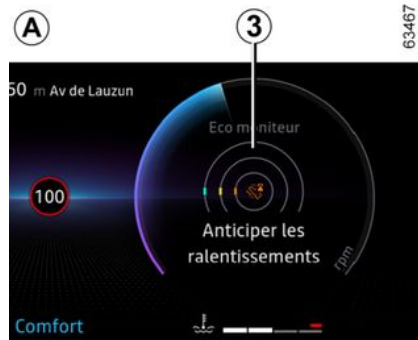 A
3
63467
50 m Av de Lauzun
Eco moniteur
100
Anticiper les
ralentissements
rpm
Comfort